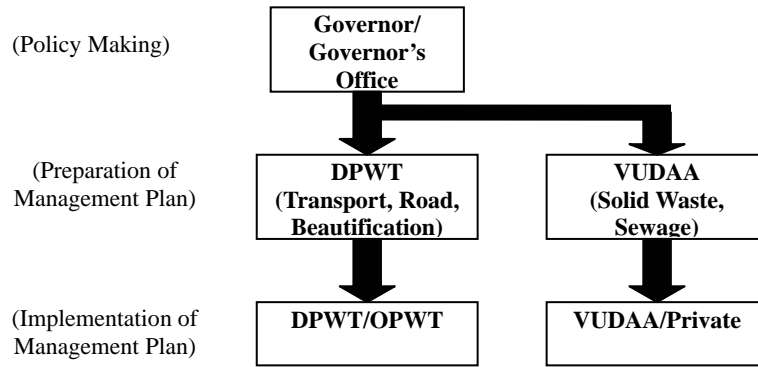 (Policy Making)
Governor/
Governor’s
Office
(Preparation of
Management Plan)
DPWT
(Transport, Road,
Beautification)
VUDAA
(Solid Waste,
Sewage)
(Implementation of
Management Plan)
DPWT/OPWT
VUDAA/Private